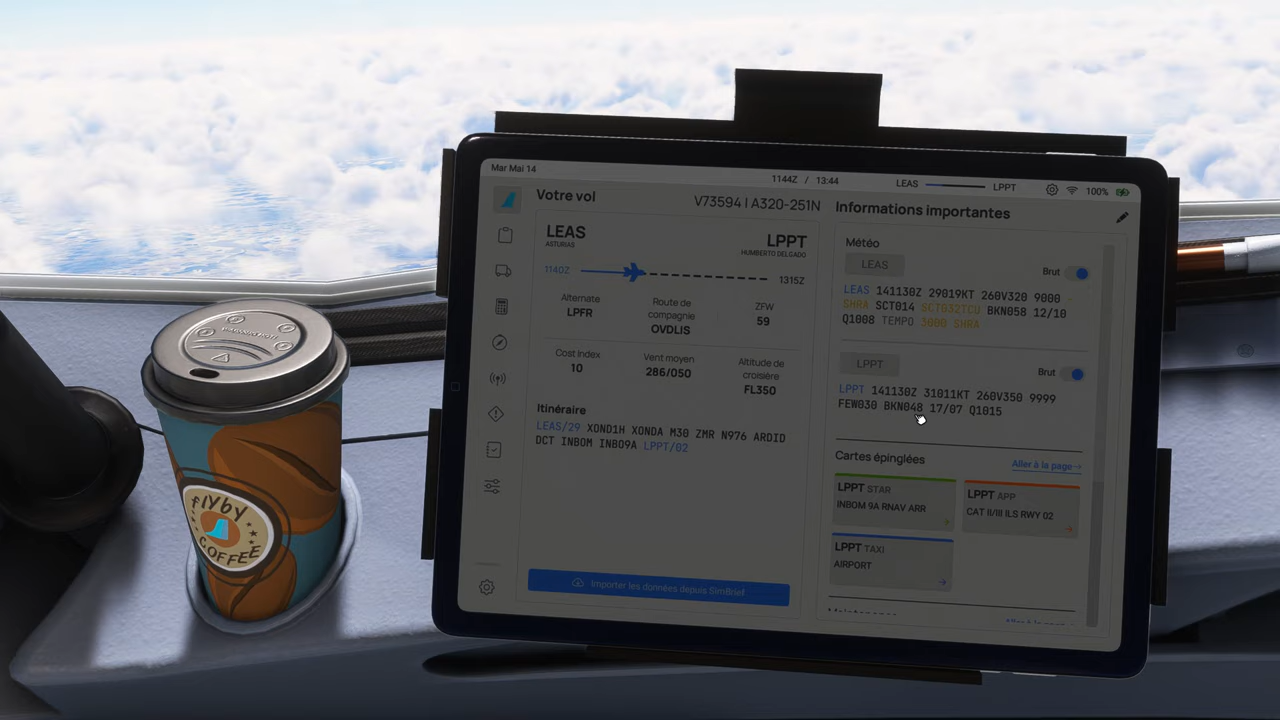 Mar Mai 14
1144Z / 13:44
LEAS
LPPT
100%
Votre vol
V73594 | A320-251N
LEAS
ASTURIAS
LPPT
HUMBERTO DELGADO
1140Z
1315Z
Alternate
LPFR
Route de
compagnie
OVDLIS
ZFW
59
Cost Index
10
Vent moyen
286/050
Altitude de
croisière
FL350
Itinéraire
LEAS/29 XOND1H XONDA M30 ZMR N976 ARDID
DCT INBOM INBO9A LPPT/02
Importer les données depuis SimBrief
Informations importantes
Météo
LEAS
Brut
LEAS 141130Z 29019KT 260V320 9000 -
SHRA SCT014 SCT032TCU BKN058 12/10
Q1008 TEMPO 3000 SHRA
LPPT
Brut
LPPT 141130Z 31011KT 260V350 9999
FEW030 BKN048 17/07 Q1015
Cartes épinglées
Aller à la page
LPPT STAR
INBOM 9A RNAV ARR
LPPT APP
CAT II/III ILS RWY 02
LPPT TAXI
AIRPORT
flyby
COFFEE